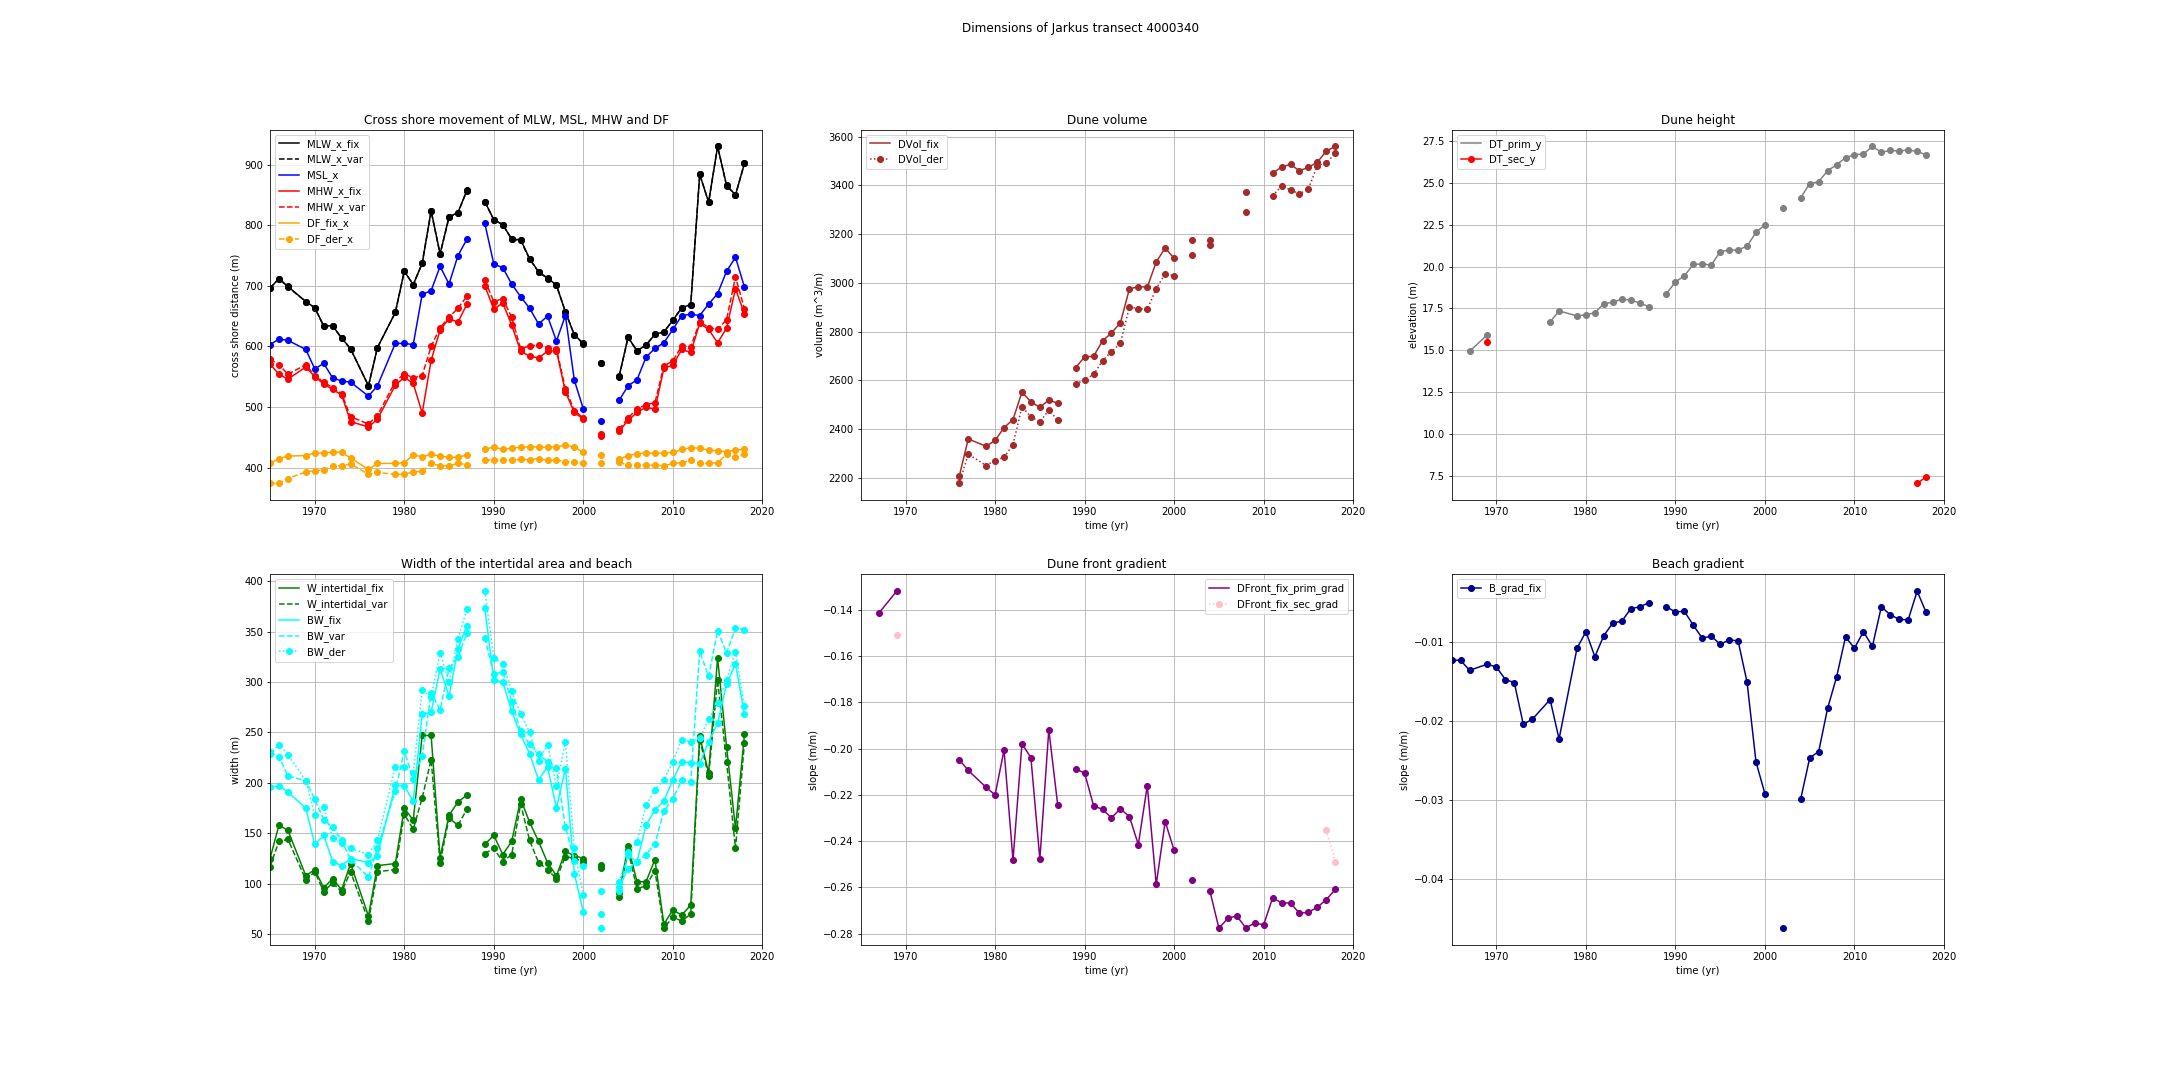 Dimensions of Jarkus transect 4000340
Cross shore movement of MLW, MSL, MHW and DF
MLW_x_fix
MLW_x_var
MSL_x
MHW_x_fix
MHW_x_var
DF_fix_x
DF_der_x
900
800
700
600
500
400
cross shore distance (m)
1970 1980 1990 2000 2010 2020
time (yr)
Dune volume
DVol_fix
DVol_der
3600
3400
3200
3000
2800
2600
2400
2200
volume (m^3/m)
1970 1980 1990 2000 2010 2020
time (yr)
Dune height
DT_prim_y
DT_sec_y
27.5
25.0
22.5
20.0
17.5
15.0
12.5
10.0
7.5
elevation (m)
1970 1980 1990 2000 2010 2020
time (yr)
Width of the intertidal area and beach
W_intertidal_fix
W_intertidal_var
BW_fix
BW_var
BW_der
400
350
300
250
200
150
100
50
width (m)
1970 1980 1990 2000 2010 2020
time (yr)
Dune front gradient
DFront_fix_prim_grad
DFront_fix_sec_grad
−0.14
−0.16
−0.18
−0.20
−0.22
−0.24
−0.26
−0.28
slope (m/m)
1970 1980 1990 2000 2010 2020
time (yr)
Beach gradient
B_grad_fix
−0.01
−0.02
−0.03
−0.04
slope (m/m)
1970 1980 1990 2000 2010 2020
time (yr)